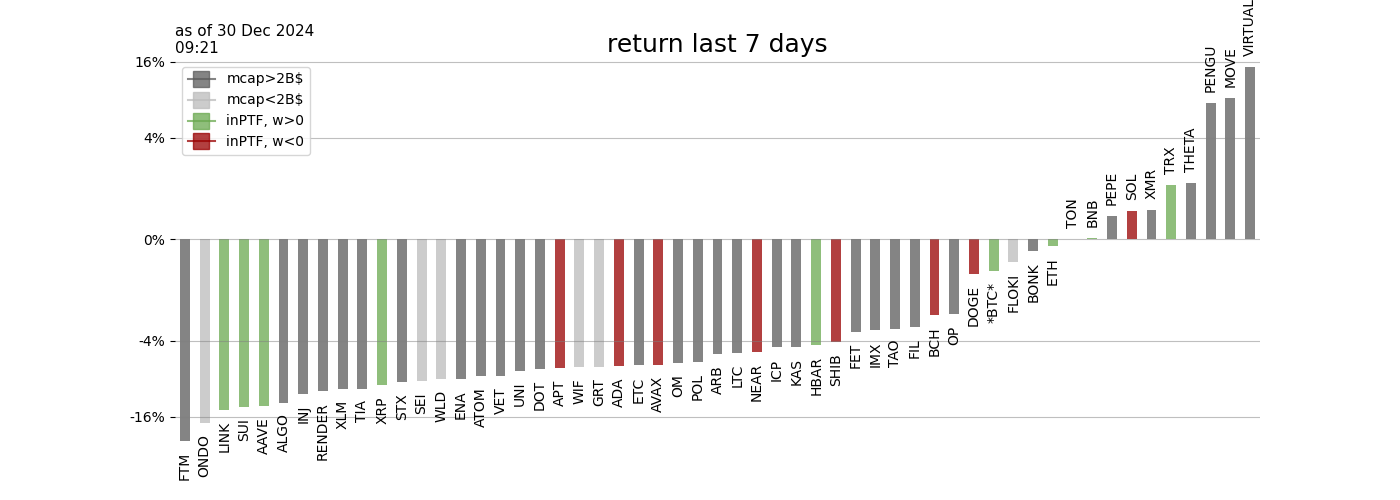 as of 30 Dec 2024
09:21
return last 7 days
16%
4%
0%
-4%
-16%
mcap>2B$
mcap<2B$
inPTF, w>0
inPTF, w<0
FTM
ONDO
LINK
SUI
AAVE
ALGO
INJ
RENDER
XLM
TIA
XRP
STX
SEI
WLD
ENA
ATOM
VET
UNI
DOT
APT
WIF
GRT
ADA
ETC
AVAX
OM
POL
ARB
LTC
NEAR
ICP
KAS
HBAR
SHIB
FET
IMX
TAO
FIL
BCH
OP
DOGE
*BTC*
FLOKI
BONK
ETH
TON
BNB
PEPE
SOL
XMR
TRX
THETA
PENGU
MOVE
VIRTUAL